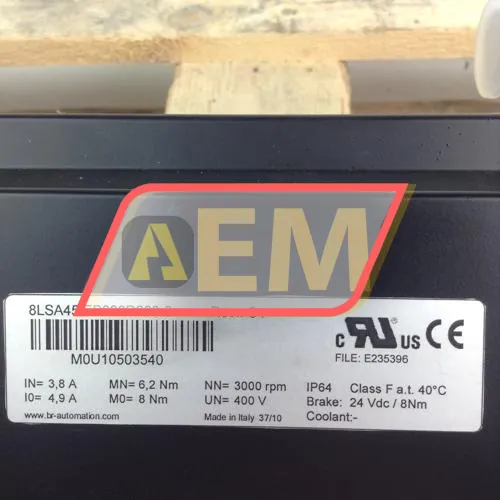 AEM
8LSA45
M0U10503540
FILE: E235396
IN= 3,8 A MN= 6,2 Nm NN= 3000 rpm IP64 Class F a.t. 40°C
I0= 4,9 A M0= 8 Nm UN= 400 V Brake: 24 Vdc / 8Nm
www.br-automation.com Made in Italy 37/10 Coolant:-
c RU US CE